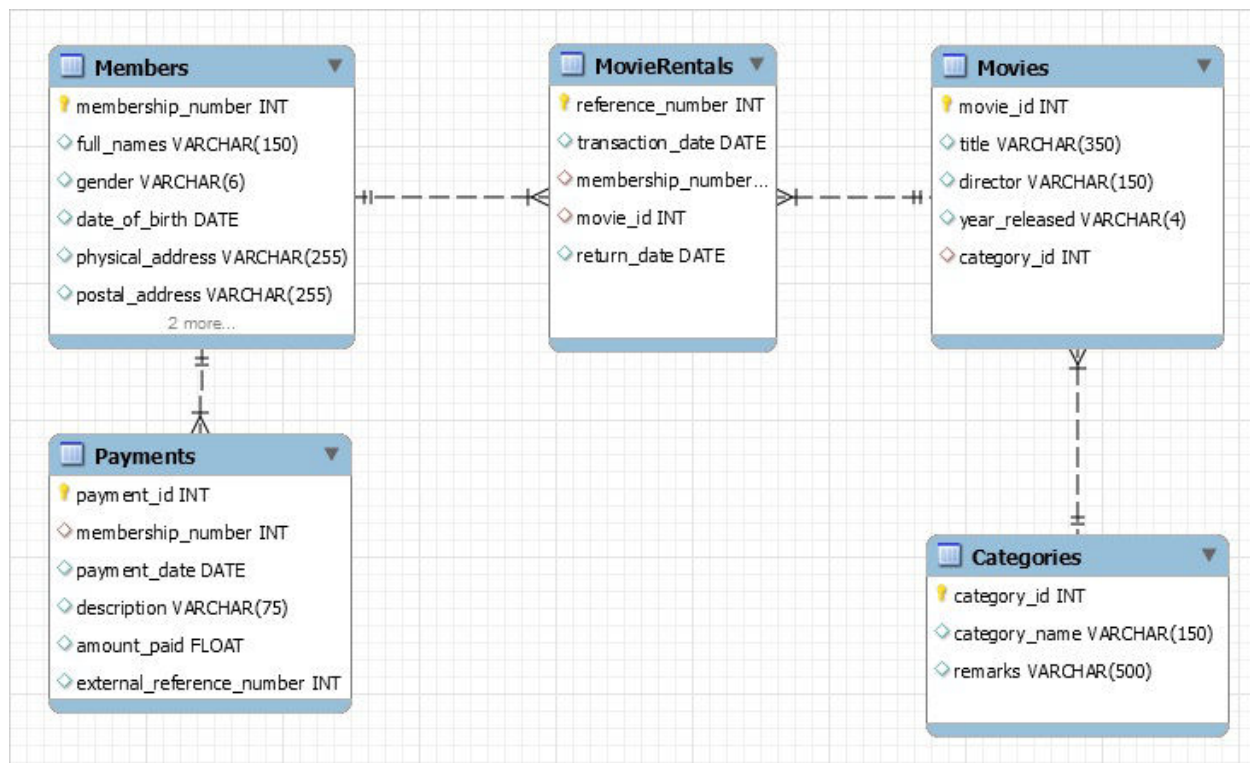 Members
membership_number INT
full_names VARCHAR(150)
gender VARCHAR(6)
date_of_birth DATE
physical_address VARCHAR(255)
postal_address VARCHAR(255)
2 more...
MovieRentals
reference_number INT
transaction_date DATE
membership_number...
movie_id INT
return_date DATE
Movies
movie_id INT
title VARCHAR(350)
director VARCHAR(150)
year_released VARCHAR(4)
category_id INT
Payments
payment_id INT
membership_number INT
payment_date DATE
description VARCHAR(75)
amount_paid FLOAT
external_reference_number INT
Categories
category_id INT
category_name VARCHAR(150)
remarks VARCHAR(500)